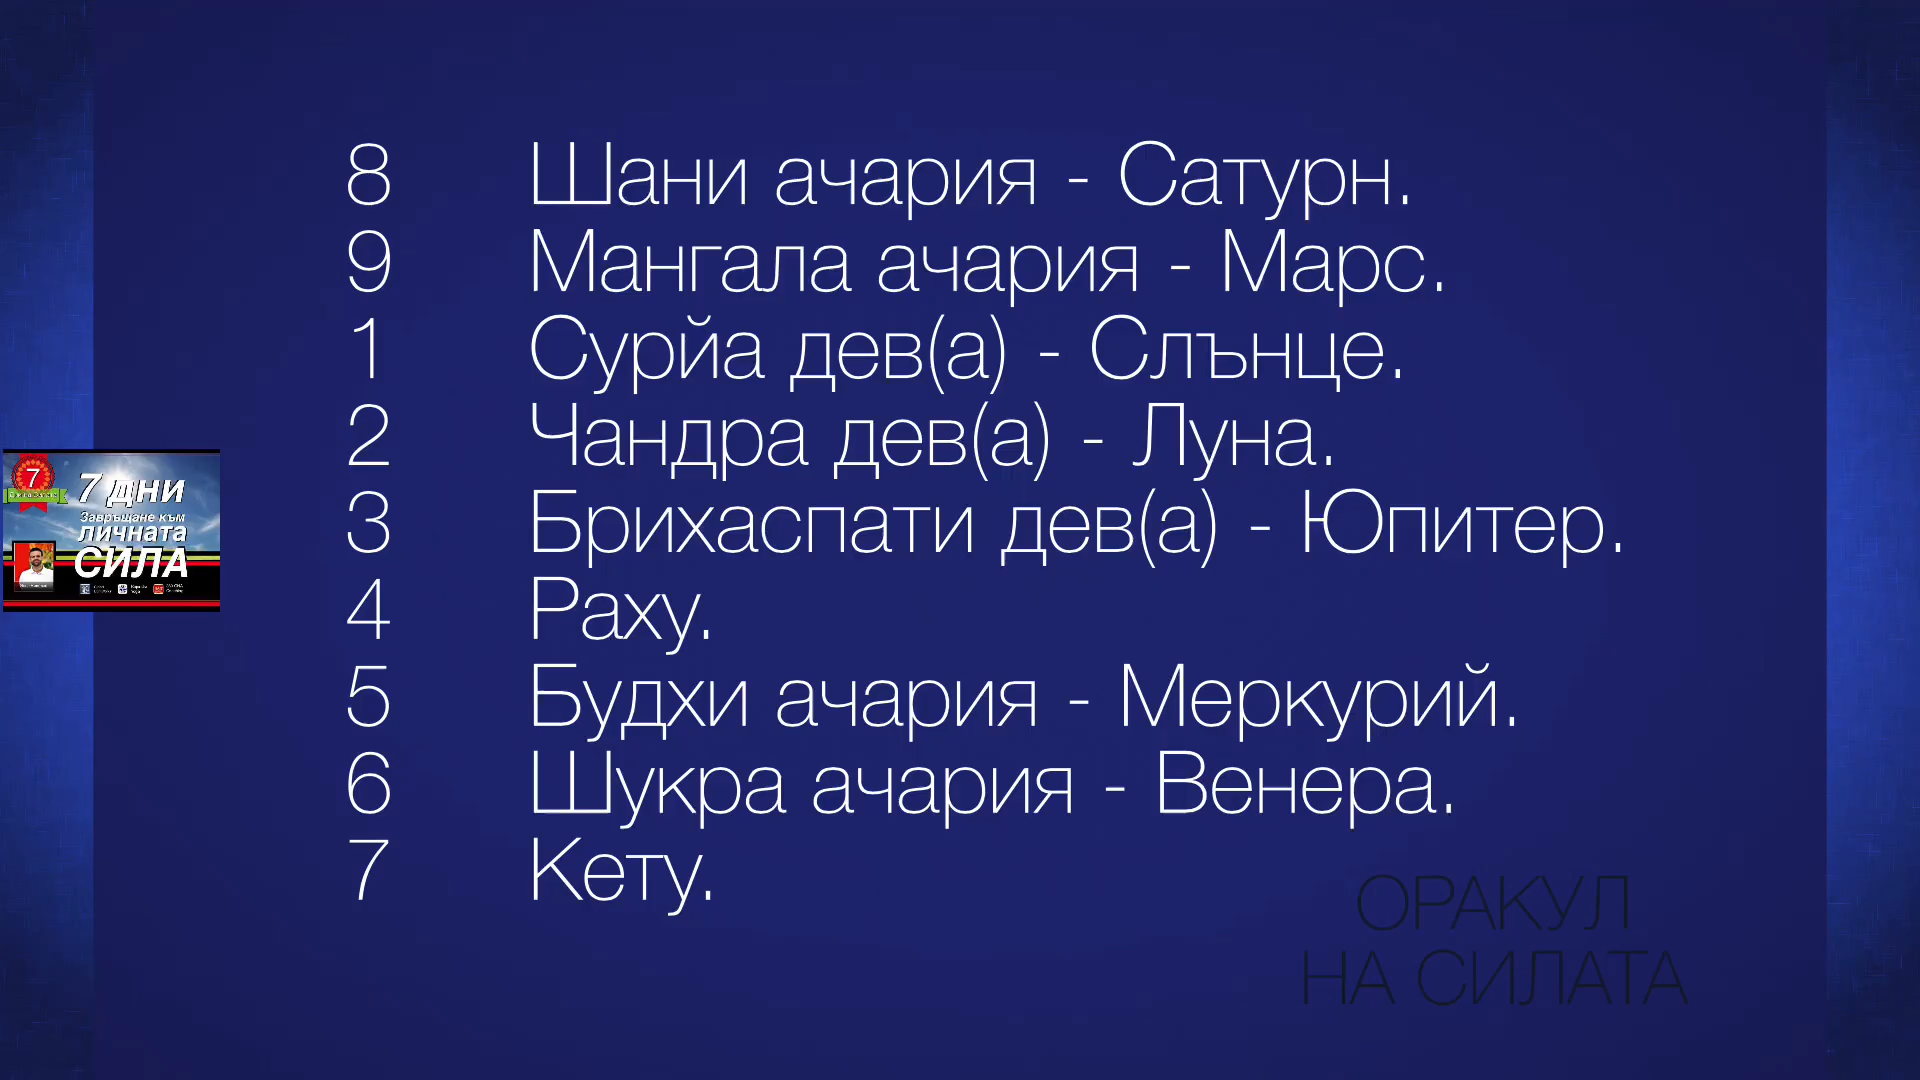 8 Шани ачария - Сатурн.
9 Мангала ачария - Марс.
1 Сурйа дев(а) - Слънце.
2 Чандра дев(а) - Луна.
3 Брихаспати дев(а) - Юпитер.
4 Раху.
5 Будхи ачария - Меркурий.
6 Шукра ачария - Венера.
7 Кету.
ОРАКУЛ
НА СИЛАТА
7
7 дни
Завръщане към
личната
СИЛА